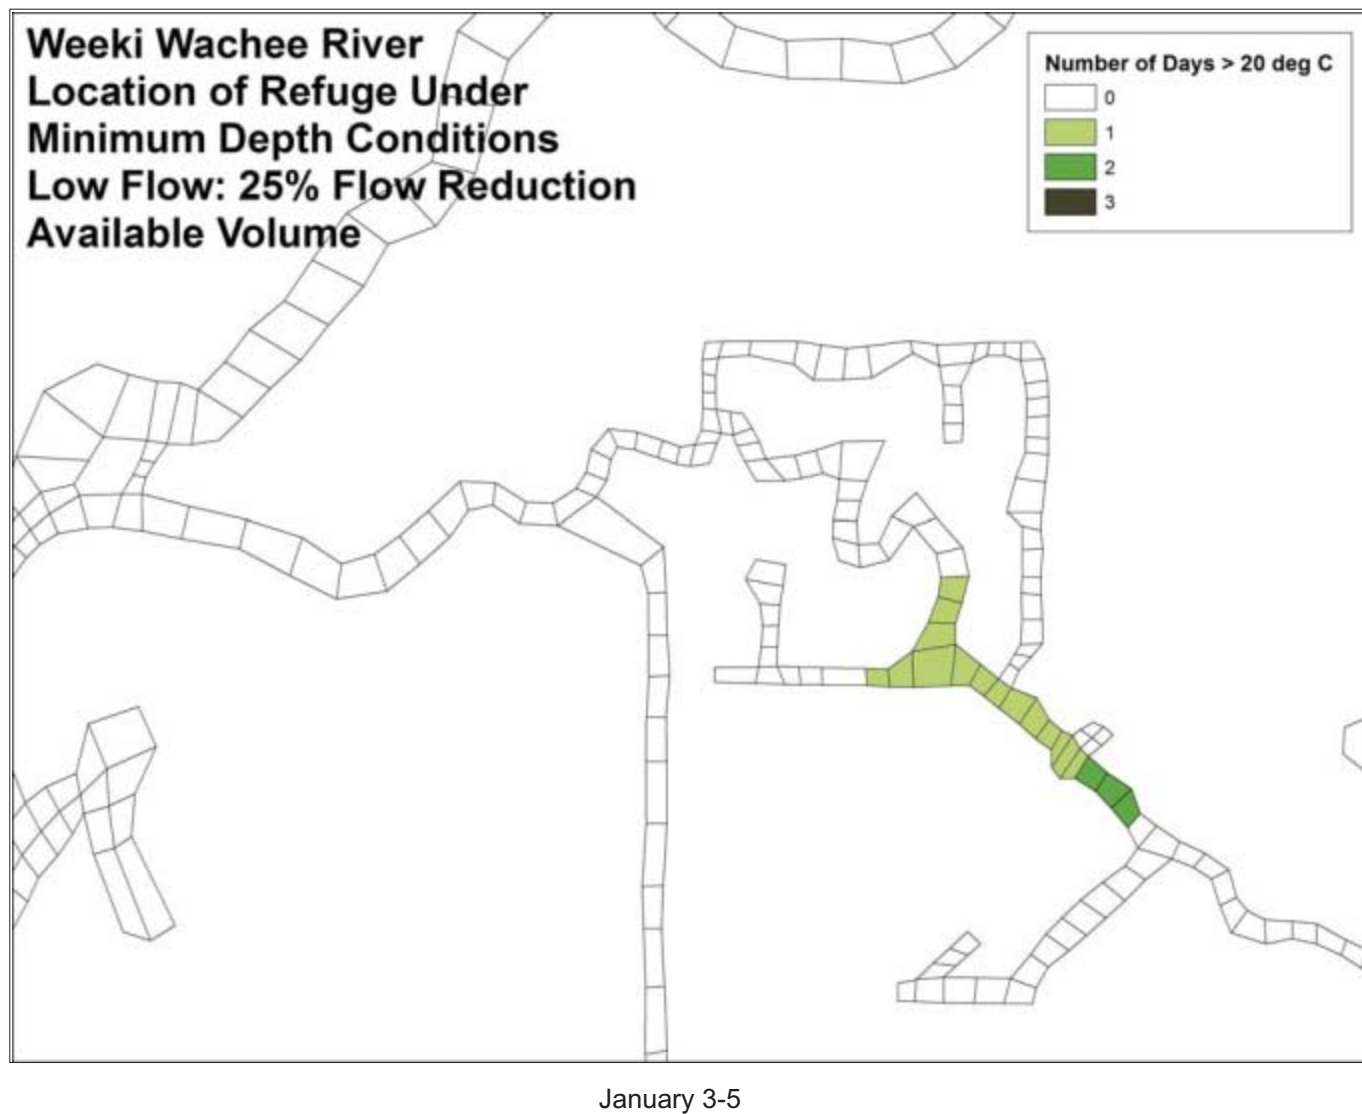 Weeki Wachee River
Location of Refuge Under
Minimum Depth Conditions
Low Flow: 25% Flow Reduction
Available Volume
Number of Days > 20 deg C
0
1
2
3
January 3-5